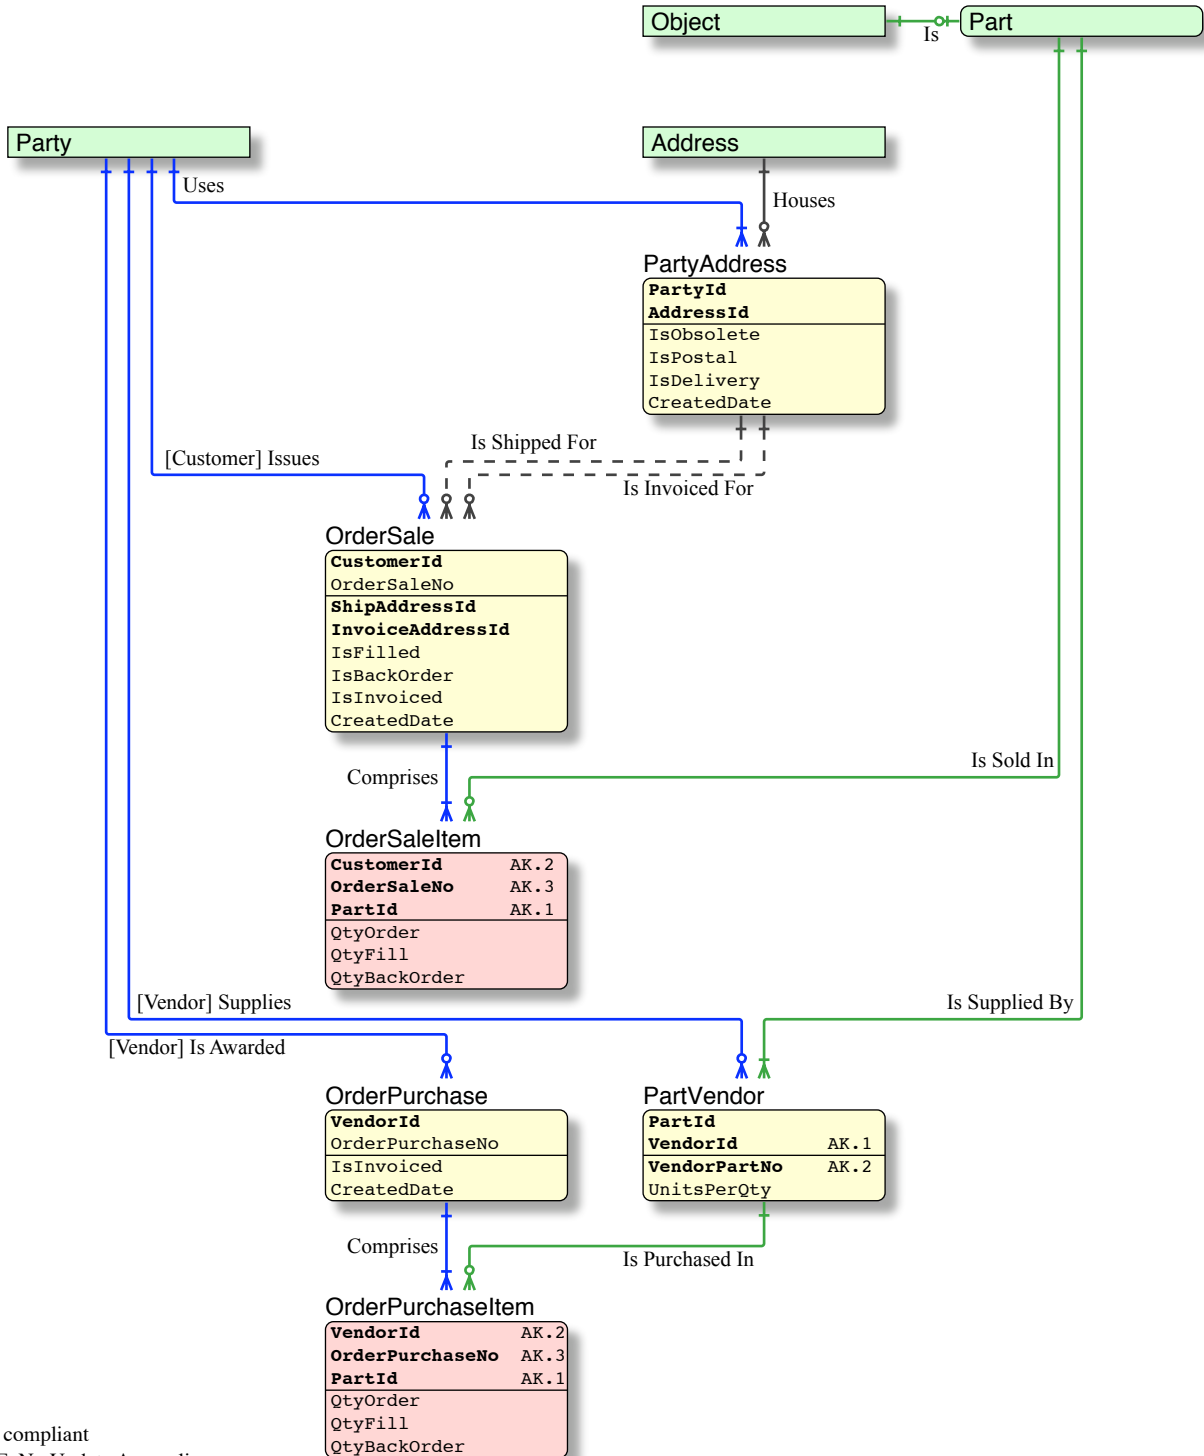 Object
Is
Part
Party
Address
Uses
Houses
PartyAddress
PartyId
AddressId
IsObsolete
IsPostal
IsDelivery
CreatedDate
Is Shipped For
[Customer] Issues
Is Invoiced For
OrderSale
CustomerId
OrderSaleNo
ShipAddressId
InvoiceAddressId
IsFilled
IsBackOrder
IsInvoiced
CreatedDate
Is Sold In
Comprises
OrderSaleItem
CustomerId AK.2
OrderSaleNo AK.3
PartId AK.1
QtyOrder
QtyFill
QtyBackOrder
[Vendor] Supplies
Is Supplied By
[Vendor] Is Awarded
OrderPurchase
VendorId
OrderPurchaseNo
IsInvoiced
CreatedDate
PartVendor
PartId
VendorId AK.1
VendorPartNo AK.2
UnitsPerQty
Comprises
Is Purchased In
OrderPurchaseItem
VendorId AK.2
OrderPurchaseNo AK.3
PartId AK.1
QtyOrder
QtyFill
QtyBackOrder
compliant